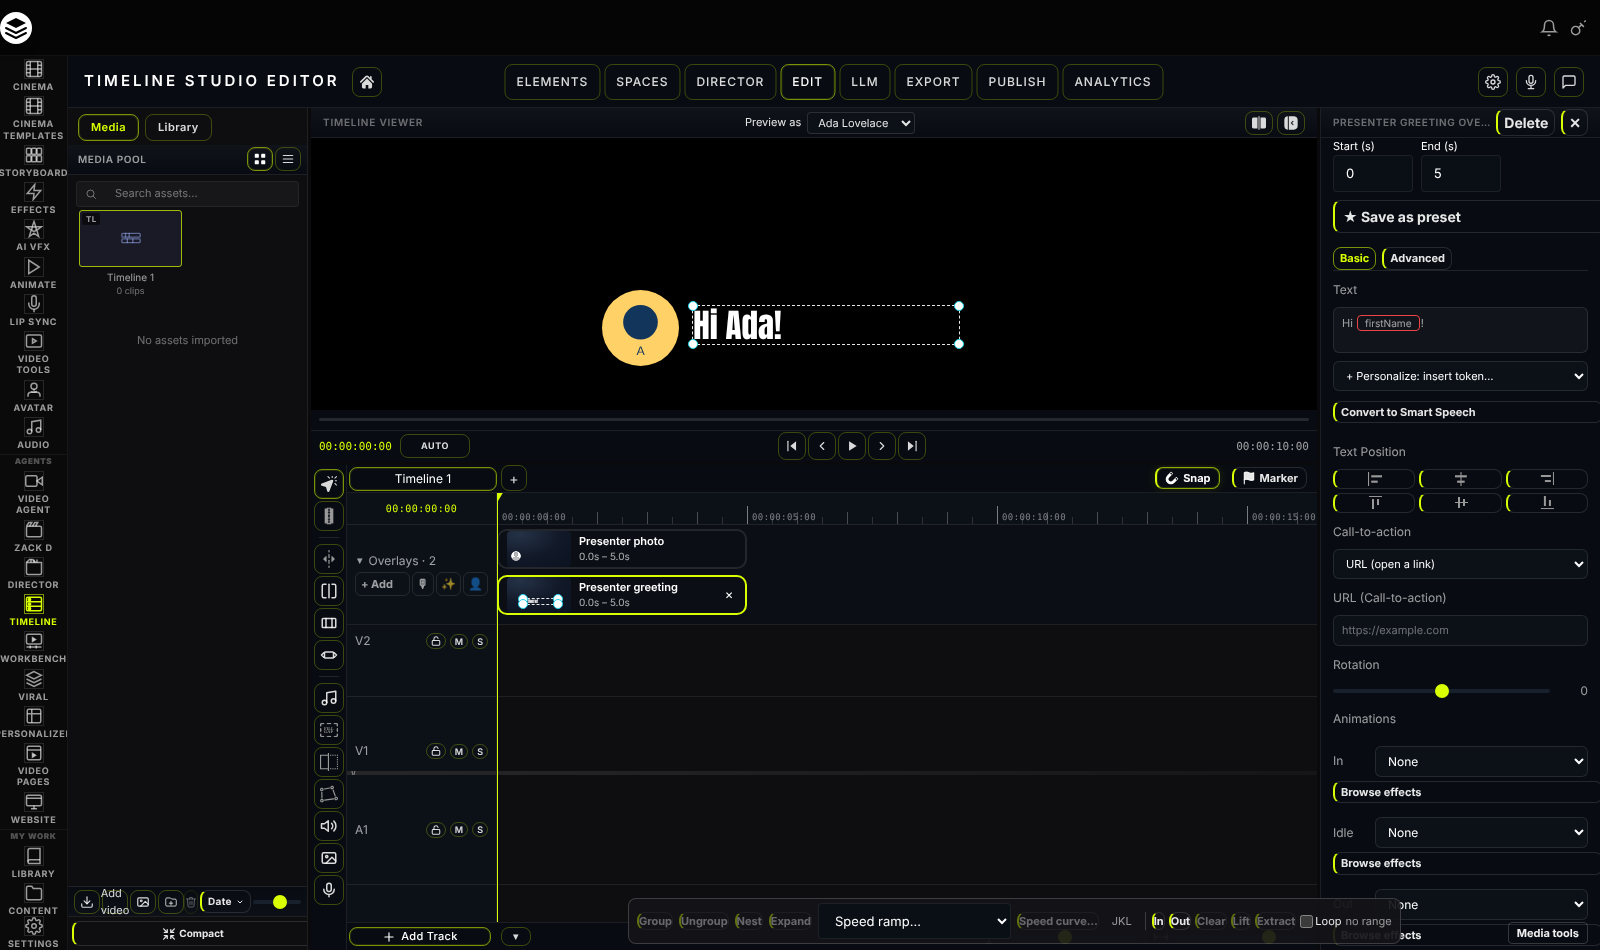 TIMELINE STUDIO EDITOR
ELEMENTS
SPACES
DIRECTOR
EDIT
LLM
EXPORT
PUBLISH
ANALYTICS
CINEMA
CINEMA
TEMPLATES
STORYBOARD
EFFECTS
AI VFX
ANIMATE
LIP SYNC
VIDEO
TOOLS
AVATAR
AUDIO
AGENTS
VIDEO
AGENT
ZACK D
DIRECTOR
TIMELINE
WORKBENCH
VIRAL
PERSONALIZE
VIDEO
PAGES
WEBSITE
MY WORK
LIBRARY
CONTENT
SETTINGS
Media
Library
MEDIA POOL
Search assets...
TL
Timeline 1
0 clips
No assets imported
Add
video
Date
Compact
TIMELINE VIEWER
Preview as
Ada Lovelace
A
Hi Ada!
00:00:00:00
AUTO
00:00:10:00
Timeline 1
+
Snap
Marker
00:00:00:00
00:00:00:00
00:00:05:00
00:00:10:00
00:00:15:00
Overlays · 2
+ Add
Presenter photo
0.0s – 5.0s
Presenter greeting
0.0s – 5.0s
×
V2
M
S
V1
M
S
A1
M
S
+ Add Track
Group
Ungroup
Nest
Expand
Speed ramp...
Speed curve...
JKL
In
Out
Clear
Lift
Extract
Loop
no range
PRESENTER GREETING OVE...
Delete
×
Start (s)
End (s)
0
5
★ Save as preset
Basic
Advanced
Text
Hi firstName !
+ Personalize: insert token...
Convert to Smart Speech
Text Position
Call-to-action
URL (open a link)
URL (Call-to-action)
https://example.com
Rotation
0
Animations
In
None
Browse effects
Idle
None
Browse effects
Out
None
Browse effects
Media tools